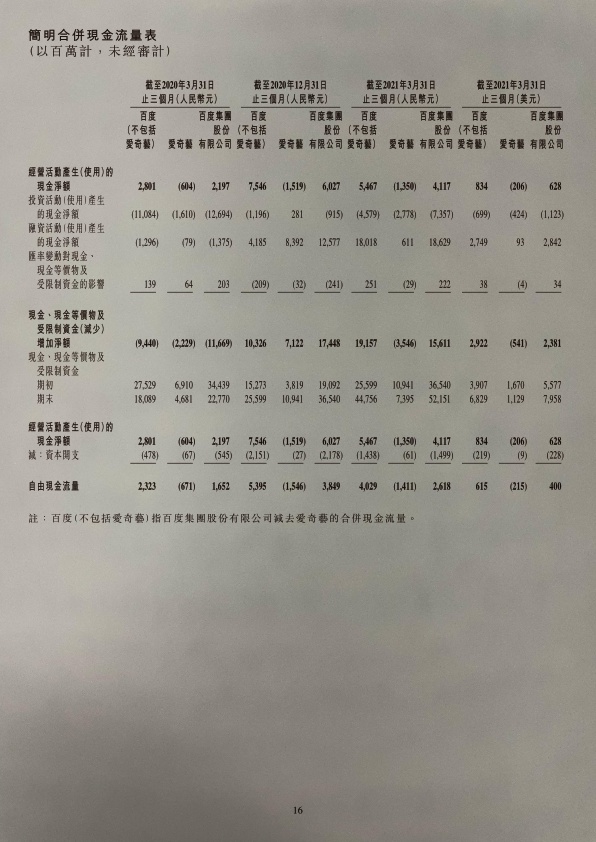 簡明合併現金流量表
(以百萬計，未經審計)
截至2020年3月31日 截至2020年12月31日 截至2021年3月31日 截至2021年3月31日
止三個月(人民幣元) 止三個月(人民幣元) 止三個月(人民幣元) 止三個月(美元)
百度 百度集團 百度 百度集團 百度 百度集團 百度 百度集團
(不包括 股份 (不包括 股份 (不包括 股份 (不包括 股份
愛奇藝) 愛奇藝 有限公司 愛奇藝) 愛奇藝 有限公司 愛奇藝) 愛奇藝 有限公司 愛奇藝) 愛奇藝 有限公司
經營活動產生(使用)的
現金淨額 2,801 (604) 2,197 7,546 (1,519) 6,027 5,467 (1,350) 4,117 834 (206) 628
投資活動(使用)產生
的現金淨額 (11,084) (1,610) (12,694) (1,196) 281 (915) (4,579) (2,778) (7,357) (699) (424) (1,123)
融資活動(使用)產生
的現金淨額 (1,296) (79) (1,375) 4,185 8,392 12,577 18,018 611 18,629 2,749 93 2,842
匯率變動對現金、
現金等價物及
受限制資金的影響 139 64 203 (209) (32) (241) 251 (29) 222 38 (4) 34
現金、現金等價物及
受限制資金(減少)
增加淨額 (9,440) (2,229) (11,669) 10,326 7,122 17,448 19,157 (3,546) 15,611 2,922 (541) 2,381
現金、現金等價物及
受限制資金
期初 27,529 6,910 34,439 15,273 3,819 19,092 25,599 10,941 36,540 3,907 1,670 5,577
期末 18,089 4,681 22,770 25,599 10,941 36,540 44,756 7,395 52,151 6,829 1,129 7,958
經營活動產生(使用)的
現金淨額 2,801 (604) 2,197 7,546 (1,519) 6,027 5,467 (1,350) 4,117 834 (206) 628
減：資本開支 (478) (67) (545) (2,151) (27) (2,178) (1,438) (61) (1,499) (219) (9) (228)
自由現金流量 2,323 (671) 1,652 5,395 (1,546) 3,849 4,029 (1,411) 2,618 615 (215) 400
註：百度(不包括愛奇藝)指百度集團股份有限公司減去愛奇藝的合併現金流量。
16